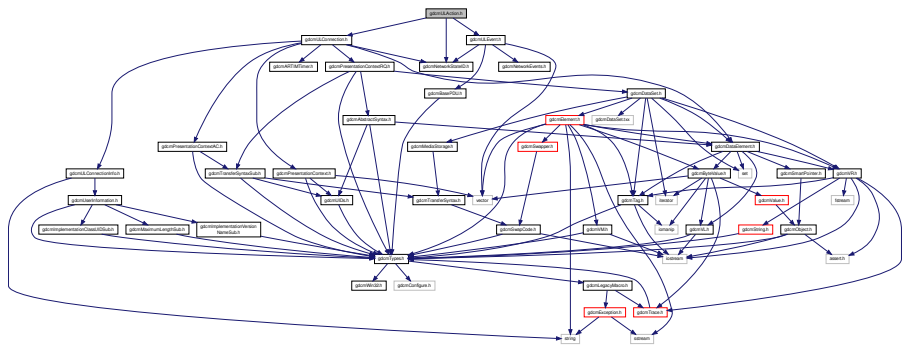 gdcmULAction.h
gdcmULConnection.h
gdcmULEvent.h
gdcmARTIMTimer.h
gdcmPresentationContextRQ.h
gdcmNetworkStateID.h
gdcmNetworkEvents.h
gdcmBasePDU.h
gdcmDataSet.h
gdcmAbstractSyntax.h
gdcmElement.h
gdcmDataSet.txx
gdcmPresentationContextAC.h
gdcmMediaStorage.h
gdcmSwapper.h
gdcmDataElement.h
gdcmULConnectionInfo.h
gdcmTransferSyntaxSub.h
gdcmPresentationContext.h
gdcmByteValue.h
set
gdcmSmartPointer.h
gdcmVR.h
gdcmUserInformation.h
gdcmUIDs.h
gdcmTransferSyntax.h
vector
gdcmTag.h
iterator
gdcmValue.h
fstream
gdcmImplementationClassUIDSub.h
gdcmMaximumLengthSub.h
gdcmImplementationVersion
NameSub.h
gdcmSwapCode.h
gdcmVM.h
iomanip
gdcmVL.h
gdcmString.h
gdcmObject.h
gdcmTypes.h
iostream
assert.h
gdcmWin32.h
gdcmConfigure.h
gdcmLegacyMacro.h
gdcmException.h
gdcmTrace.h
string
sstream